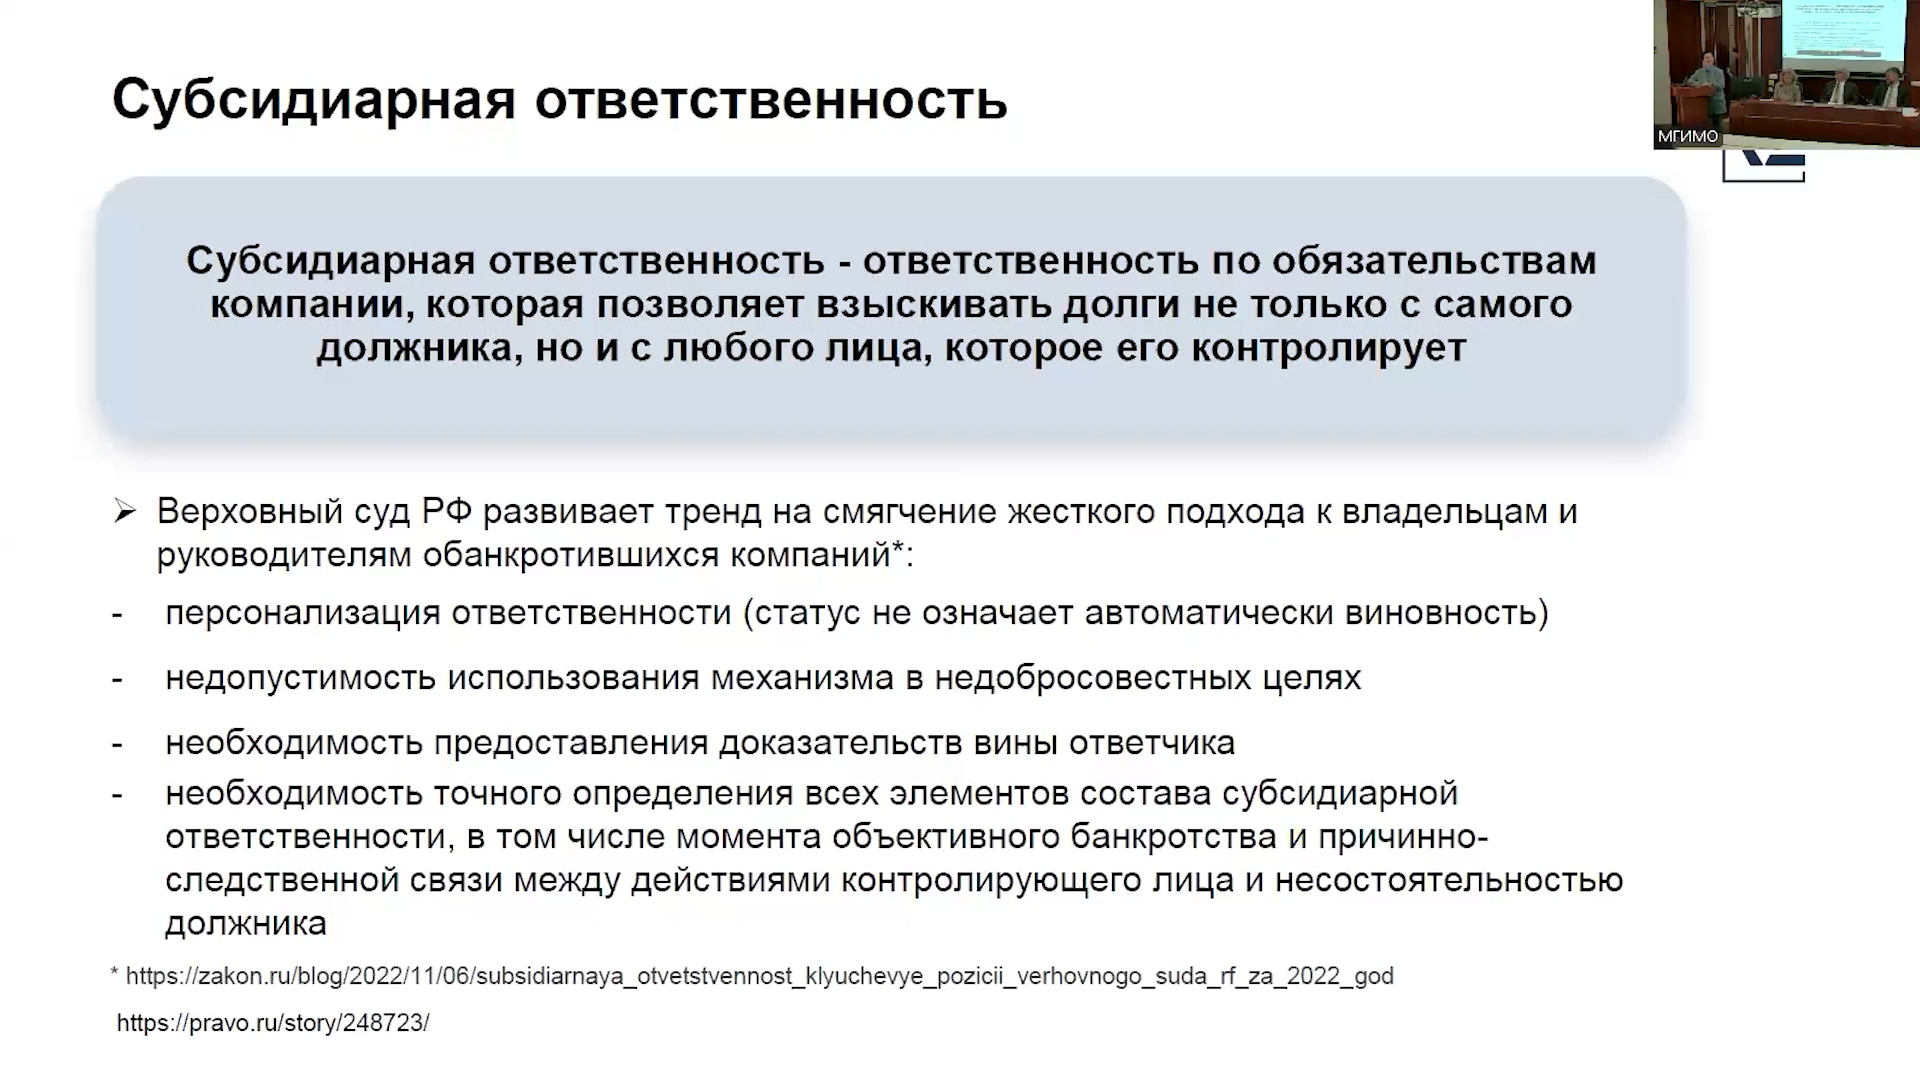 Субсидиарная ответственность
МГИМО
Субсидиарная ответственность - ответственность по обязательствам
компании, которая позволяет взыскивать долги не только с самого
должника, но и с любого лица, которое его контролирует
Верховный суд РФ развивает тренд на смягчение жесткого подхода к владельцам и
руководителям обанкротившихся компаний*:
- персонализация ответственности (статус не означает автоматически виновность)
- недопустимость использования механизма в недобросовестных целях
- необходимость предоставления доказательств вины ответчика
- необходимость точного определения всех элементов состава субсидиарной
ответственности, в том числе момента объективного банкротства и причинно-
следственной связи между действиями контролирующего лица и несостоятельностью
должника
* https://zakon.ru/blog/2022/11/06/subsidiarnaya_otvetstvennost_klyuchevye_pozicii_verhovnogo_suda_rf_za_2022_god
https://pravo.ru/story/248723/